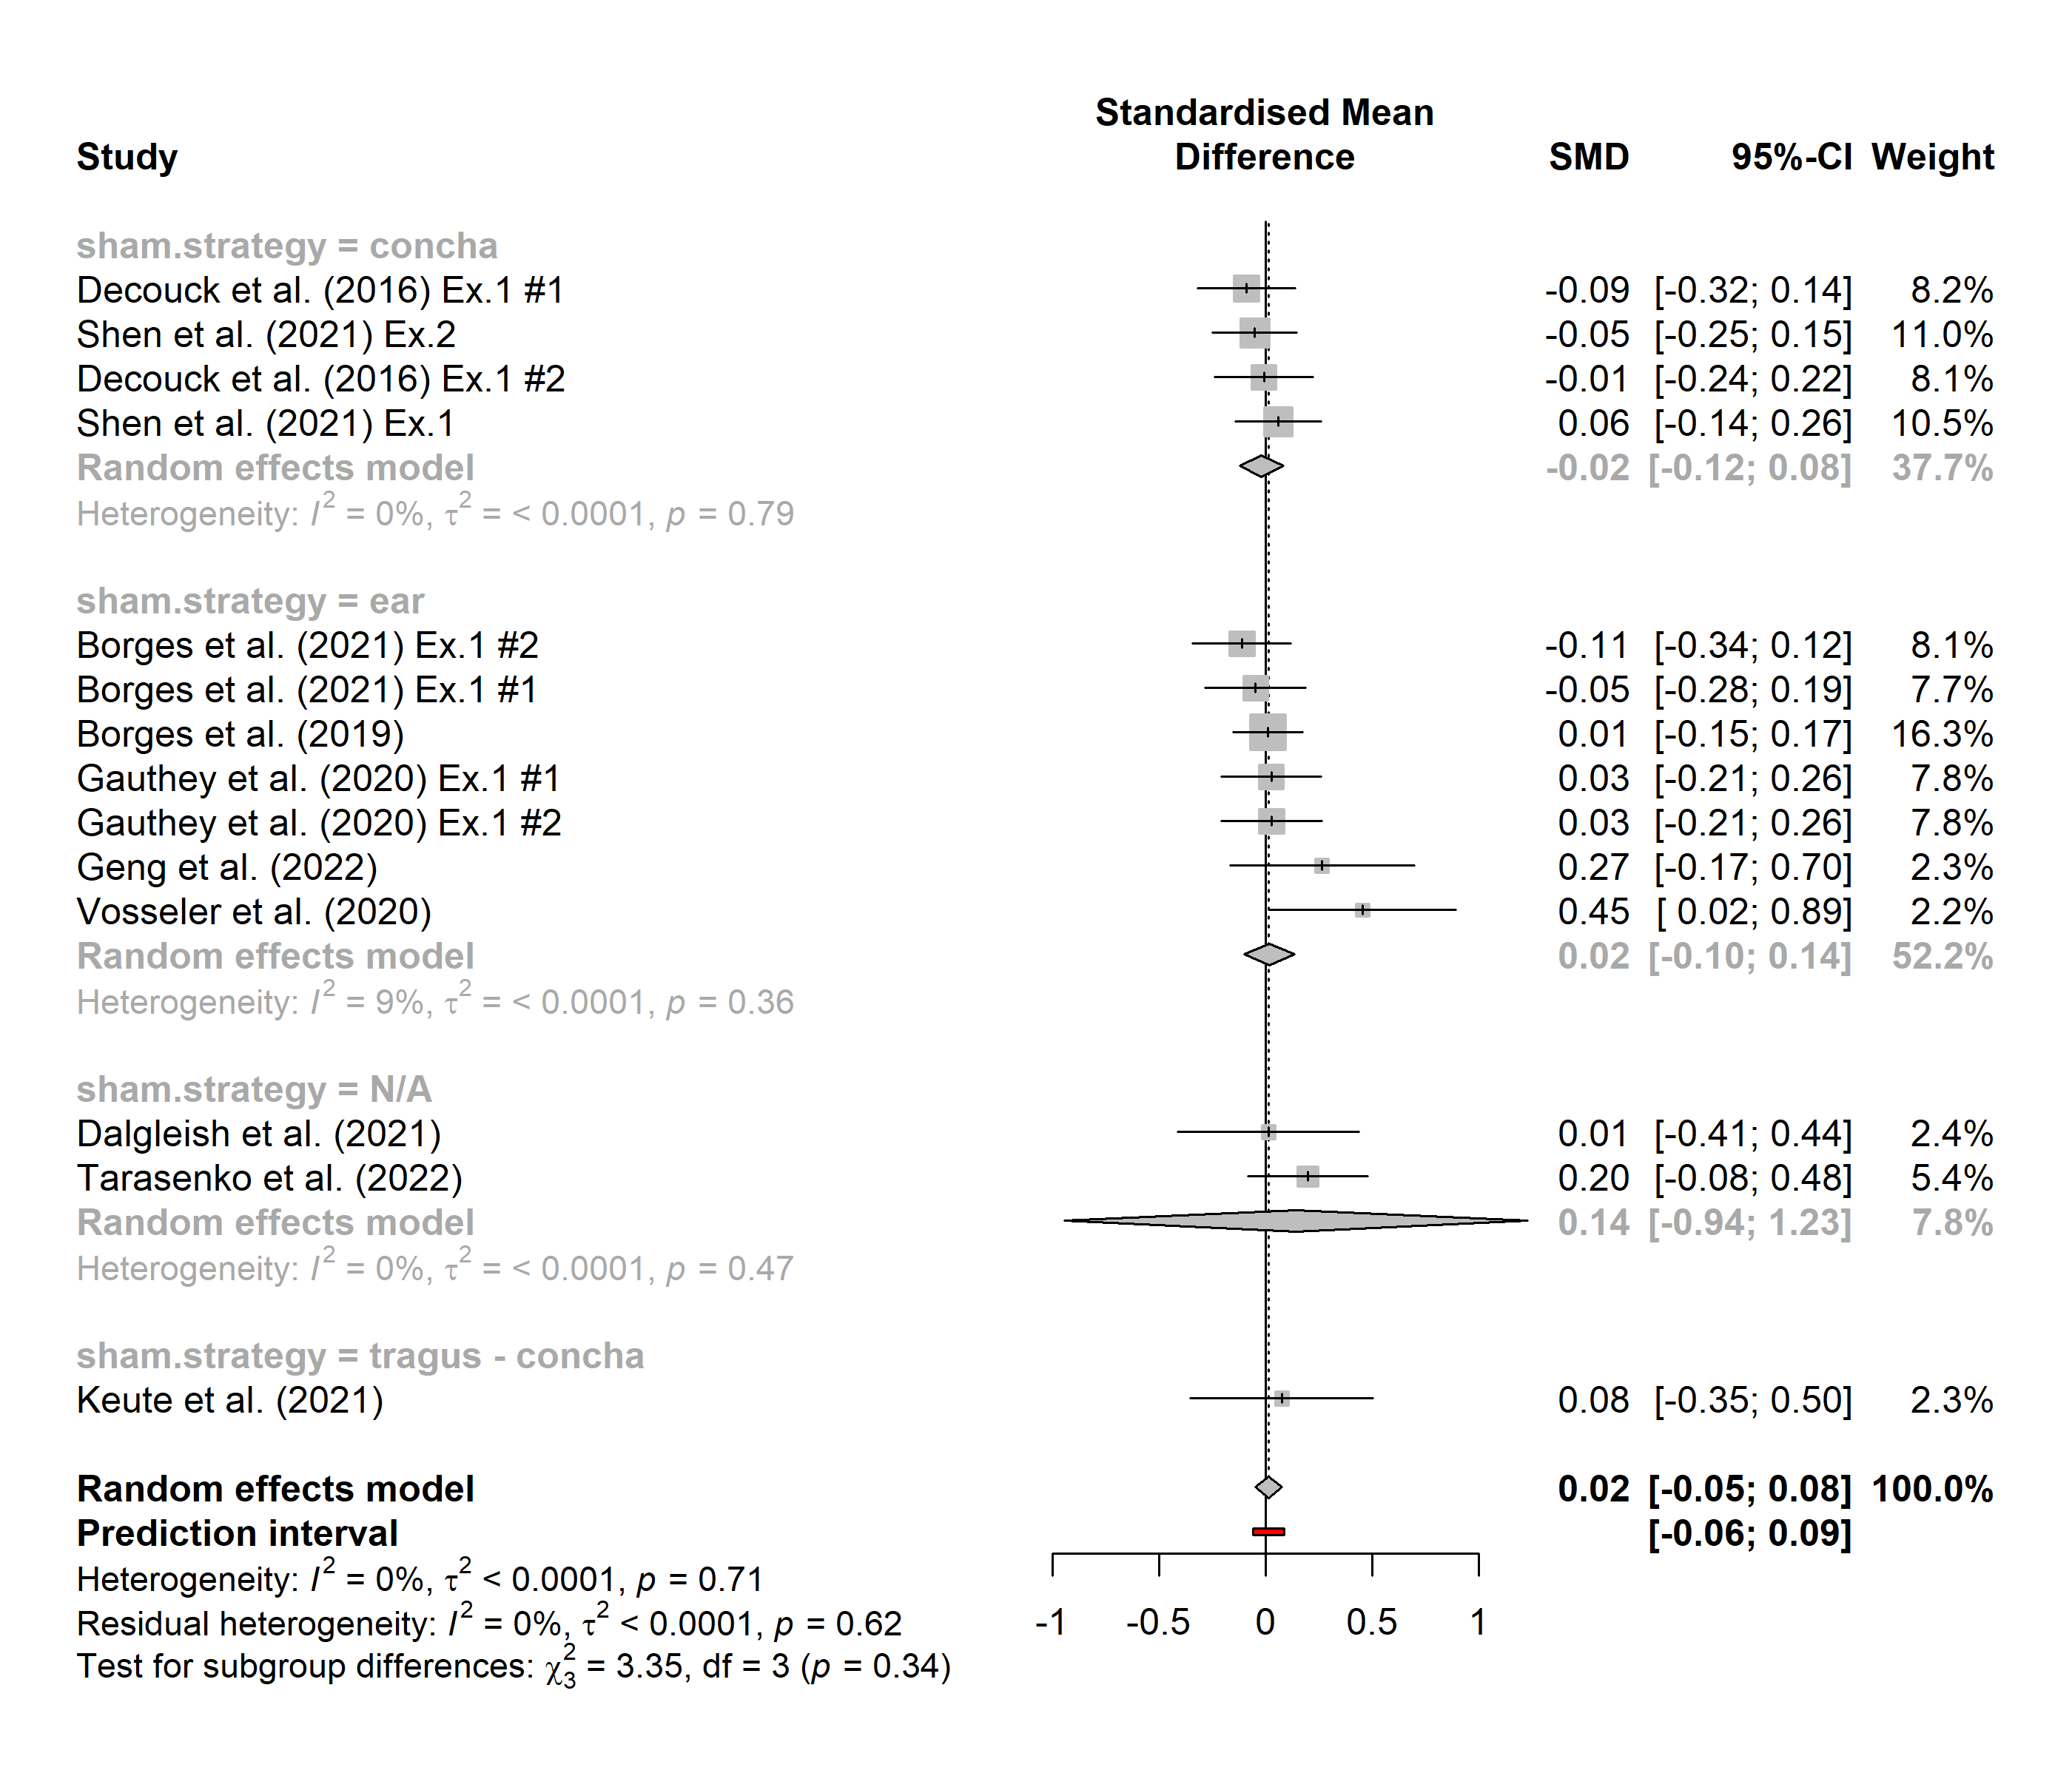 Standardised Mean
Study Difference SMD 95%-CI Weight
sham.strategy = concha
Decouck et al. (2016) Ex.1 #1 -0.09 [-0.32; 0.14] 8.2%
Shen et al. (2021) Ex.2 -0.05 [-0.25; 0.15] 11.0%
Decouck et al. (2016) Ex.1 #2 -0.01 [-0.24; 0.22] 8.1%
Shen et al. (2021) Ex.1 0.06 [-0.14; 0.26] 10.5%
Random effects model -0.02 [-0.12; 0.08] 37.7%
Heterogeneity: I² = 0%, τ² = < 0.0001, p = 0.79
sham.strategy = ear
Borges et al. (2021) Ex.1 #2 -0.11 [-0.34; 0.12] 8.1%
Borges et al. (2021) Ex.1 #1 -0.05 [-0.28; 0.19] 7.7%
Borges et al. (2019) 0.01 [-0.15; 0.17] 16.3%
Gauthey et al. (2020) Ex.1 #1 0.03 [-0.21; 0.26] 7.8%
Gauthey et al. (2020) Ex.1 #2 0.03 [-0.21; 0.26] 7.8%
Geng et al. (2022) 0.27 [-0.17; 0.70] 2.3%
Vosseler et al. (2020) 0.45 [ 0.02; 0.89] 2.2%
Random effects model 0.02 [-0.10; 0.14] 52.2%
Heterogeneity: I² = 9%, τ² = < 0.0001, p = 0.36
sham.strategy = N/A
Dalgleish et al. (2021) 0.01 [-0.41; 0.44] 2.4%
Tarasenko et al. (2022) 0.20 [-0.08; 0.48] 5.4%
Random effects model 0.14 [-0.94; 1.23] 7.8%
Heterogeneity: I² = 0%, τ² = < 0.0001, p = 0.47
sham.strategy = tragus - concha
Keute et al. (2021) 0.08 [-0.35; 0.50] 2.3%
Random effects model 0.02 [-0.05; 0.08] 100.0%
Prediction interval [-0.06; 0.09]
Heterogeneity: I² = 0%, τ² < 0.0001, p = 0.71
Residual heterogeneity: I² = 0%, τ² < 0.0001, p = 0.62
-1 -0.5 0 0.5 1
Test for subgroup differences: χ²₃ = 3.35, df = 3 (p = 0.34)